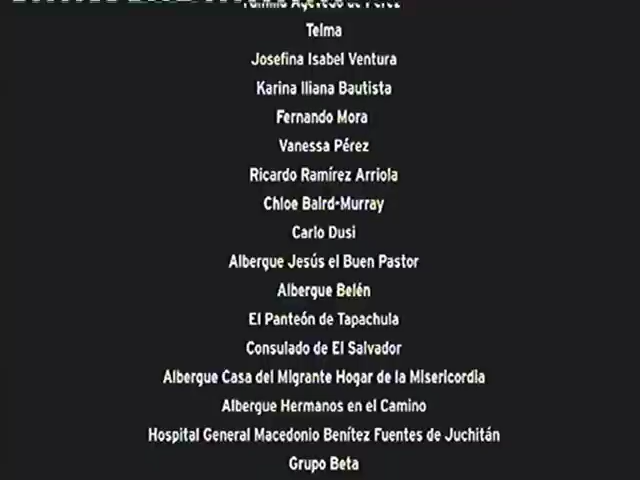 Telma
Josefina Isabel Ventura
Karina Iliana Bautista
Fernando Mora
Vanessa Pérez
Ricardo Ramírez Arriola
Chloe Baird-Murray
Carlo Dusi
Albergue Jesús el Buen Pastor
Albergue Belén
El Panteón de Tapachula
Consulado de El Salvador
Albergue Casa del Migrante Hogar de la Misericordia
Albergue Hermanos en el Camino
Hospital General Macedonio Benítez Fuentes de Juchitán
Grupo Beta